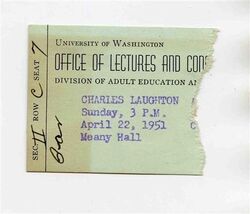 University of Washington
OFFICE OF LECTURES AND CON
DIVISION OF ADULT EDUCATION AN
CHARLES LAUGHTON
Sunday, 3 P.M.
April 22, 1951
Meany Hall
SEC II ROW C SEAT 7